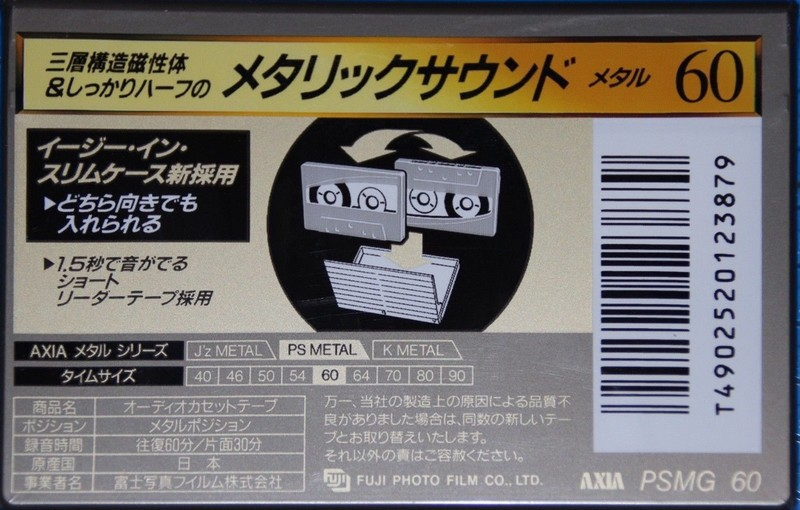 三層構造磁性体
&しっかりハーフの
メタリックサウンド メタル 60
イージー・イン・
スリムケース新採用
▶どちら向きでも
入れられる
▶1.5秒で音がでる
ショート
リーダーテープ採用
T4902520123879
AXIA メタル シリーズ J'z METAL PS METAL K METAL
タイムサイズ 40 46 50 54 60 64 70 80 90
商品名 オーディオカセットテープ
ポジション メタルポジション
録音時間 往復60分/片面30分
原産国 日本
事業者名 富士写真フイルム株式会社
万一、当社の製造上の原因による品質不
良がありました場合は、同数の新しいテー
プとお取り替えいたします。
それ以外の責はご容赦ください。
FUJI FUJI PHOTO FILM CO., LTD.
AXIA PSMG 60